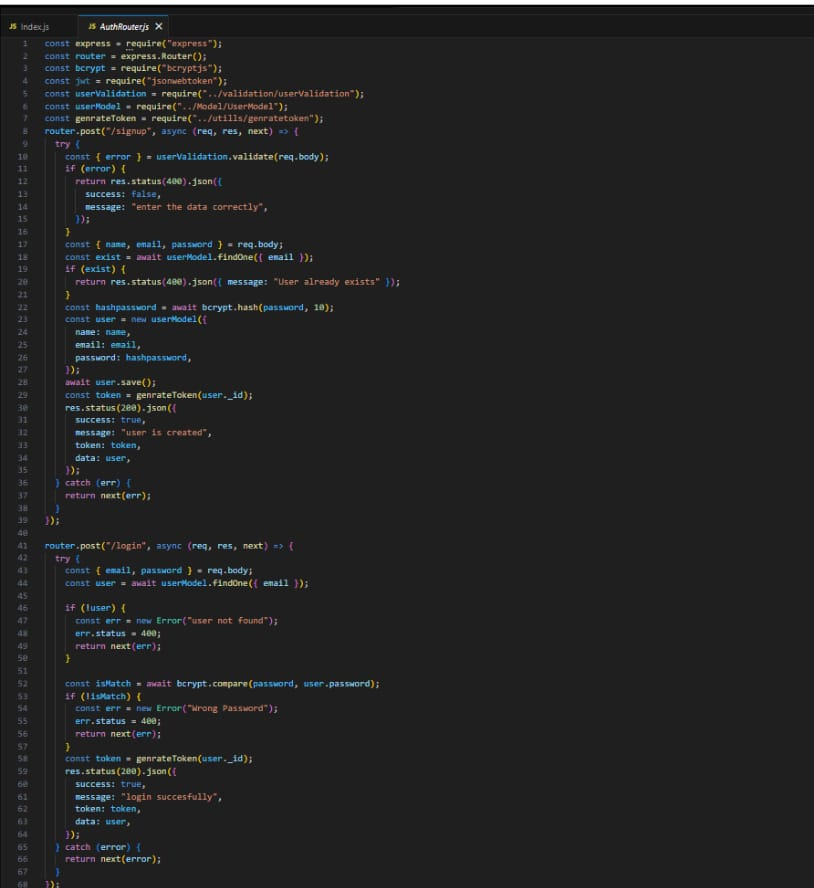 JS Index.js JS AuthRouter.js ×
1 const express = require("express");
2 const router = express.Router();
3 const bcrypt = require("bcryptjs");
4 const jwt = require("jsonwebtoken");
5 const userValidation = require("../validation/userValidation");
6 const userModel = require("../Model/UserModel");
7 const genrateToken = require("../utills/genratetoken");
8 router.post("/signup", async (req, res, next) => {
9 try {
10 const { error } = userValidation.validate(req.body);
11 if (error) {
12 return res.status(400).json({
13 success: false,
14 message: "enter the data correctly",
15 });
16 }
17 const { name, email, password } = req.body;
18 const exist = await userModel.findOne({ email });
19 if (exist) {
20 return res.status(400).json({ message: "User already exists" });
21 }
22 const hashpassword = await bcrypt.hash(password, 10);
23 const user = new userModel({
24 name: name,
25 email: email,
26 password: hashpassword,
27 });
28 await user.save();
29 const token = genrateToken(user._id);
30 res.status(200).json({
31 success: true,
32 message: "user is created",
33 token: token,
34 data: user,
35 });
36 } catch (err) {
37 return next(err);
38 }
39 });
40
41 router.post("/login", async (req, res, next) => {
42 try {
43 const { email, password } = req.body;
44 const user = await userModel.findOne({ email });
45
46 if (!user) {
47 const err = new Error("user not found");
48 err.status = 400;
49 return next(err);
50 }
51
52 const isMatch = await bcrypt.compare(password, user.password);
53 if (!isMatch) {
54 const err = new Error("Wrong Password");
55 err.status = 400;
56 return next(err);
57 }
58 const token = genrateToken(user._id);
59 res.status(200).json({
60 success: true,
61 message: "login succesfully",
62 token: token,
63 data: user,
64 });
65 } catch (error) {
66 return next(error);
67 }
68 });